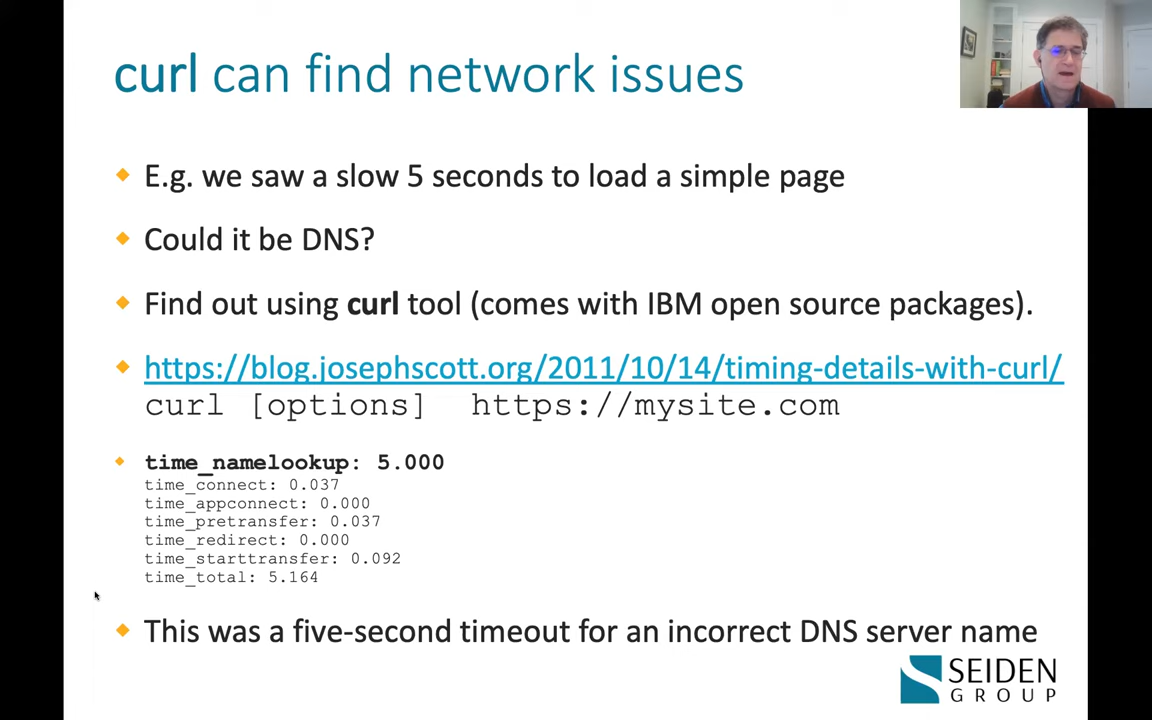 curl can find network issues
E.g. we saw a slow 5 seconds to load a simple page
Could it be DNS?
Find out using curl tool (comes with IBM open source packages).
https://blog.josephscott.org/2011/10/14/timing-details-with-curl/
curl [options]  https://mysite.com
time_namelookup: 5.000
time_connect: 0.037
time_appconnect: 0.000
time_pretransfer: 0.037
time_redirect: 0.000
time_starttransfer: 0.092
time_total: 5.164
This was a five-second timeout for an incorrect DNS server name
SEIDEN
GROUP